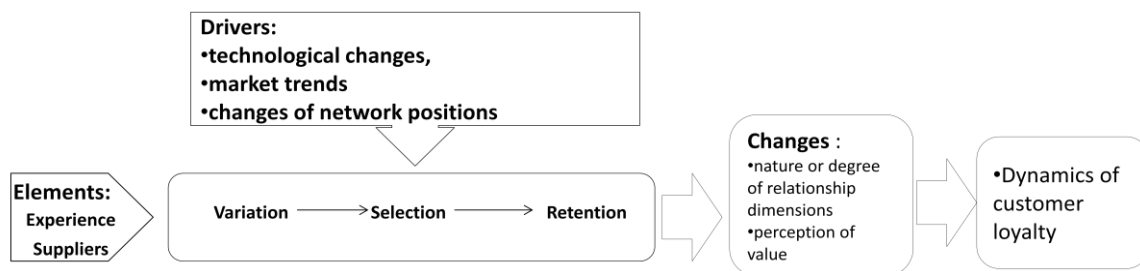 Drivers:
•technological changes,
•market trends
•changes of network positions
Elements:
Experience
Suppliers
Variation Selection Retention
Changes :
•nature or degree
of relationship
dimensions
•perception of
value
•Dynamics of
customer
loyalty